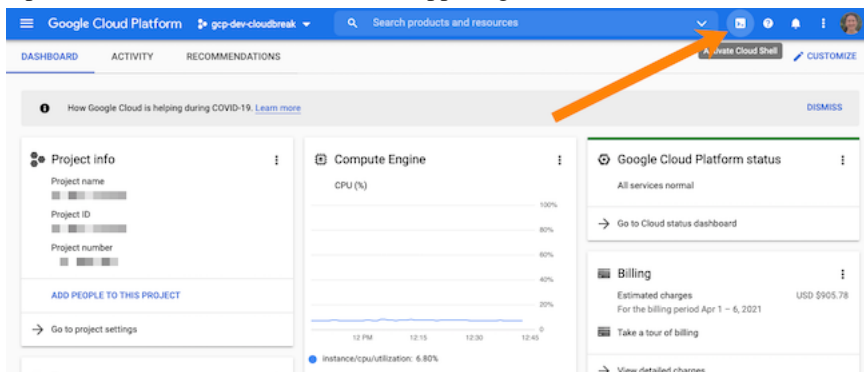 Google Cloud Platform gcp-dev-cloudbreak Search products and resources
Activate Cloud Shell
DASHBOARD ACTIVITY RECOMMENDATIONS CUSTOMIZE
How Google Cloud is helping during COVID-19. Learn more DISMISS
Project info
Project name
Project ID
Project number
ADD PEOPLE TO THIS PROJECT
Go to project settings
Compute Engine
CPU (%)
100%
80%
60%
40%
20%
0
12 PM 12:15 12:30 12:45
instance/cpu/utilization: 6.80%
Google Cloud Platform status
All services normal
Go to Cloud status dashboard
Billing
Estimated charges USD $905.78
For the billing period Apr 1 – 6, 2021
Take a tour of billing
View detailed charges